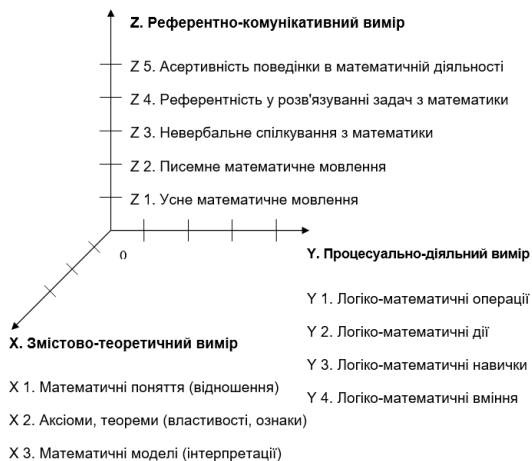 Z. Референтно-комунікативний вимір
Z 5. Асертивність поведінки в математичній діяльності
Z 4. Референтність у розв'язуванні задач з математики
Z 3. Невербальне спілкування з математики
Z 2. Писемне математичне мовлення
Z 1. Усне математичне мовлення
0
Y. Процесуально-діяльний вимір
Y 1. Логіко-математичні операції
Y 2. Логіко-математичні дії
Y 3. Логіко-математичні навички
Y 4. Логіко-математичні вміння
X. Змістово-теоретичний вимір
X 1. Математичні поняття (відношення)
X 2. Аксіоми, теореми (властивості, ознаки)
X 3. Математичні моделі (інтерпретації)